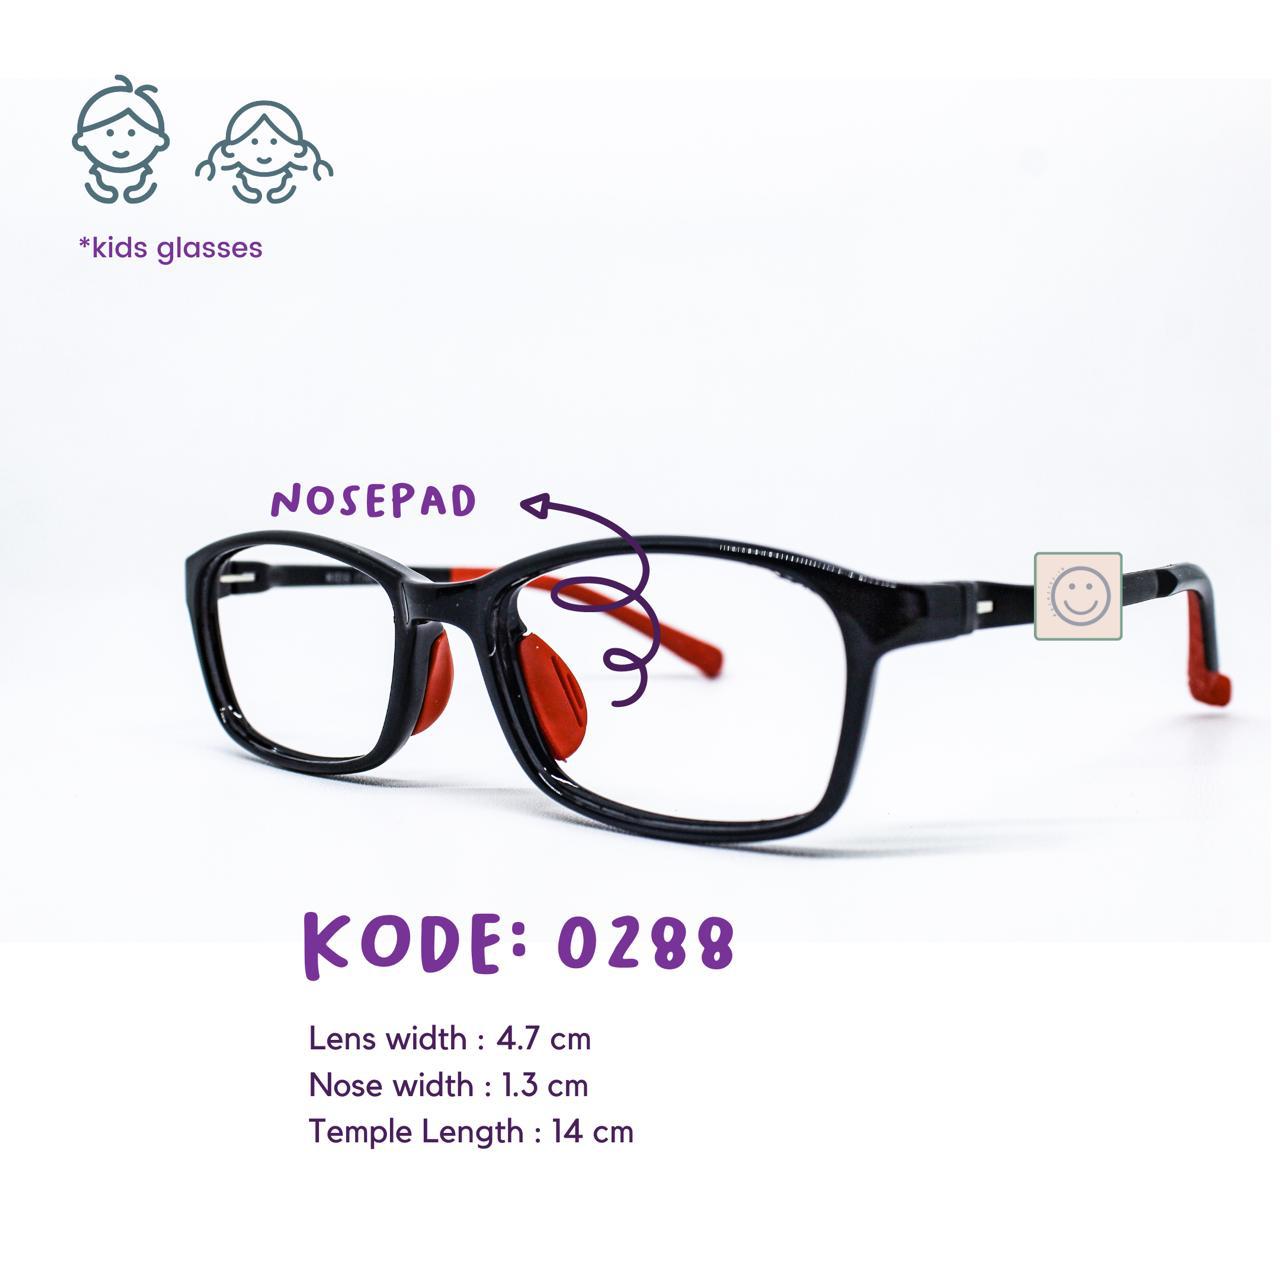 *kids glasses
NOSEPAD
KODE: 0288
Lens width : 4.7 cm
Nose width : 1.3 cm
Temple Length : 14 cm